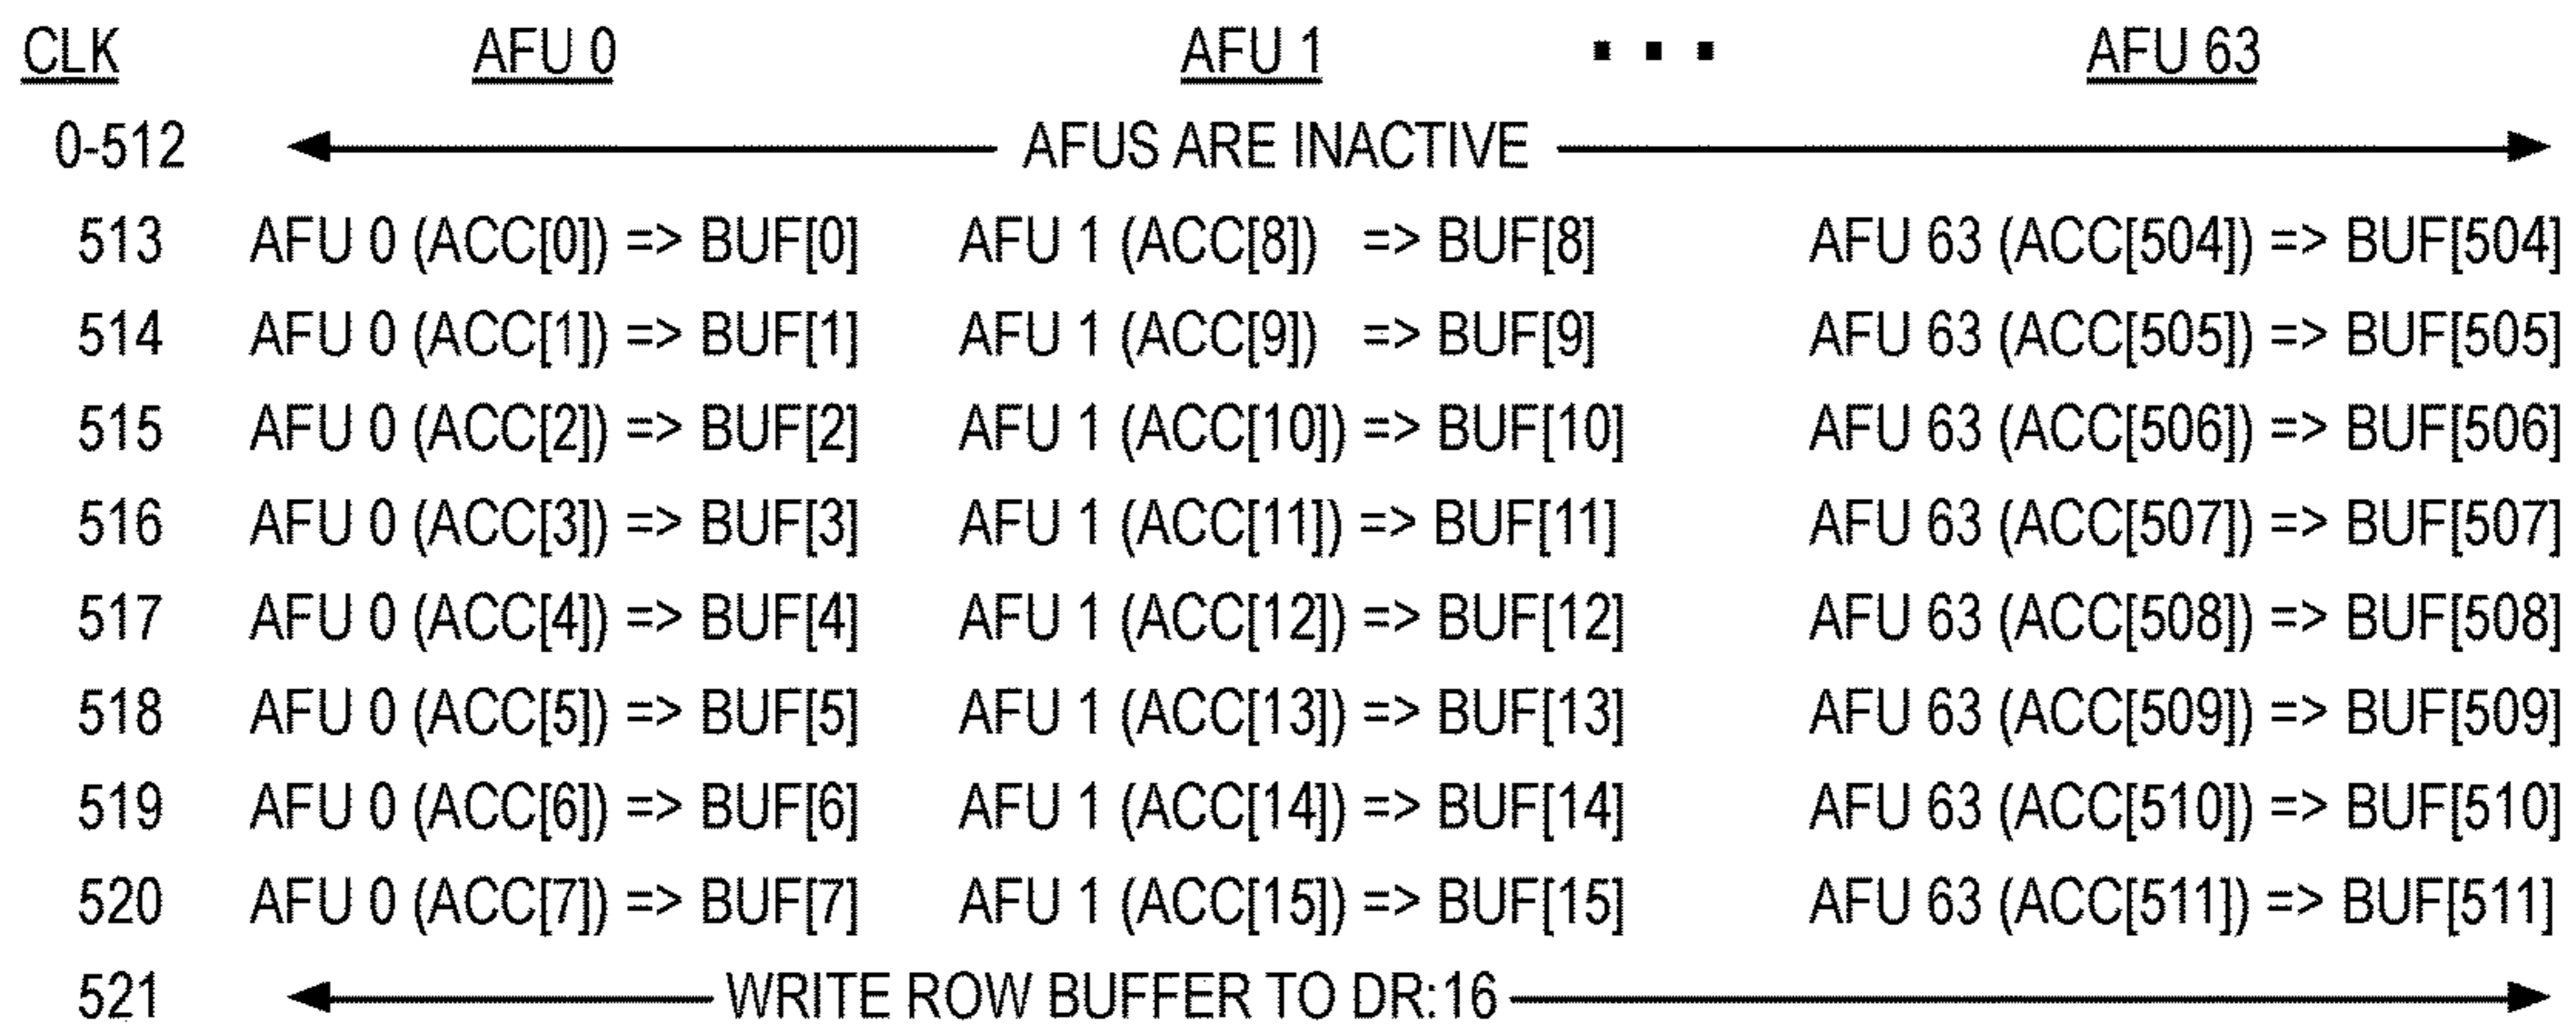 CLK AFU 0 AFU 1 ... AFU 63
0-512 AFUS ARE INACTIVE
513 AFU 0 (ACC[0]) => BUF[0] AFU 1 (ACC[8]) => BUF[8] AFU 63 (ACC[504]) => BUF[504]
514 AFU 0 (ACC[1]) => BUF[1] AFU 1 (ACC[9]) => BUF[9] AFU 63 (ACC[505]) => BUF[505]
515 AFU 0 (ACC[2]) => BUF[2] AFU 1 (ACC[10]) => BUF[10] AFU 63 (ACC[506]) => BUF[506]
516 AFU 0 (ACC[3]) => BUF[3] AFU 1 (ACC[11]) => BUF[11] AFU 63 (ACC[507]) => BUF[507]
517 AFU 0 (ACC[4]) => BUF[4] AFU 1 (ACC[12]) => BUF[12] AFU 63 (ACC[508]) => BUF[508]
518 AFU 0 (ACC[5]) => BUF[5] AFU 1 (ACC[13]) => BUF[13] AFU 63 (ACC[509]) => BUF[509]
519 AFU 0 (ACC[6]) => BUF[6] AFU 1 (ACC[14]) => BUF[14] AFU 63 (ACC[510]) => BUF[510]
520 AFU 0 (ACC[7]) => BUF[7] AFU 1 (ACC[15]) => BUF[15] AFU 63 (ACC[511]) => BUF[511]
521 WRITE ROW BUFFER TO DR:16